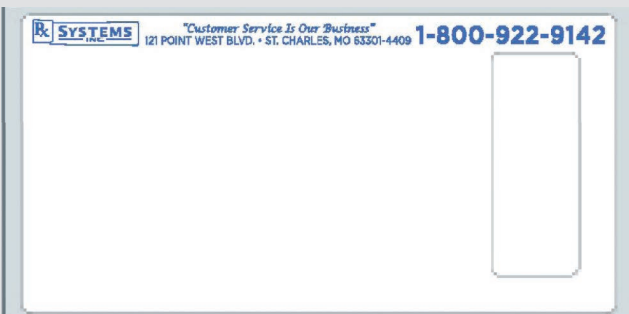 Rx SYSTEMS INC "Customer Service Is Our Business" 1-800-922-9142
121 POINT WEST BLVD. • ST. CHARLES, MO 63301-4409